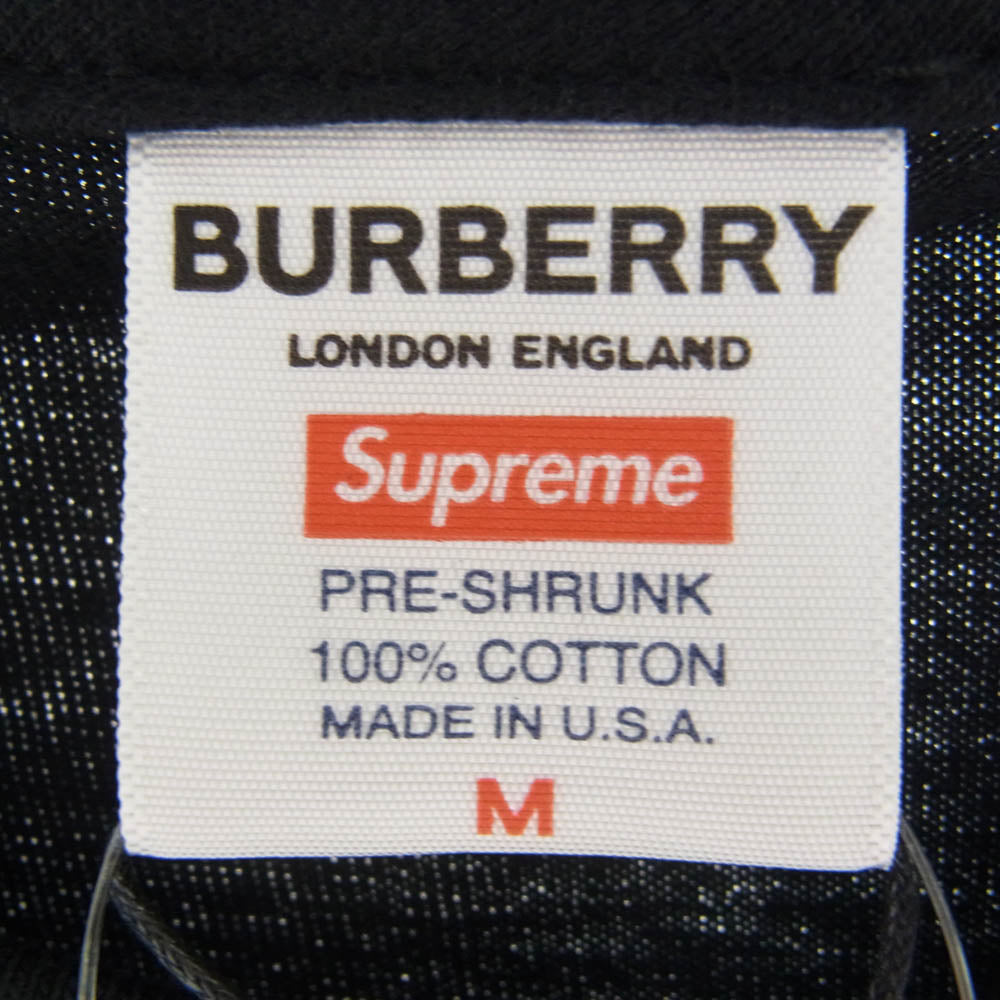 BURBERRY
LONDON ENGLAND
Supreme
PRE-SHRUNK
100% COTTON
MADE IN U.S.A.
M